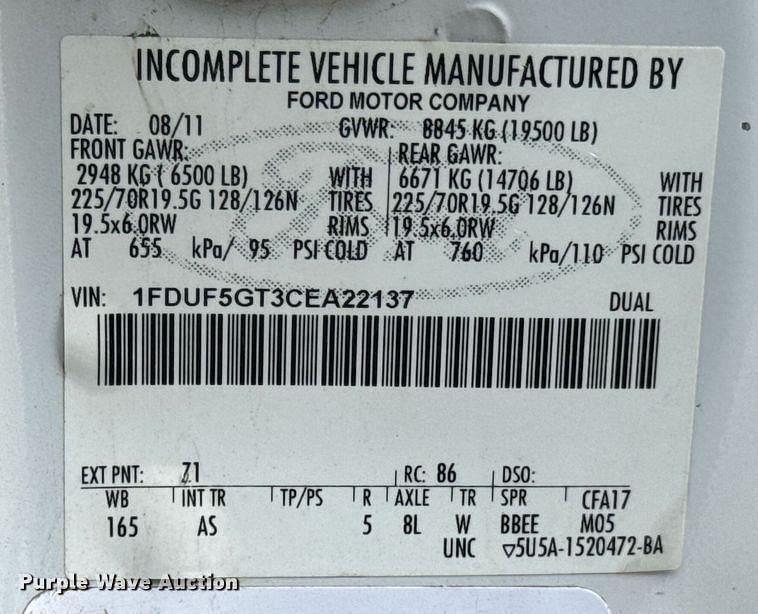 INCOMPLETE VEHICLE MANUFACTURED BY
FORD MOTOR COMPANY
DATE: 08/11 GVWR: 8845 KG (19500 LB)
FRONT GAWR: REAR GAWR:
2948 KG ( 6500 LB) WITH 6671 KG (14706 LB) WITH
225/70R19.5G 128/126N TIRES 225/70R19.5G 128/126N TIRES
19.5x6.0RW RIMS 19.5x6.0RW RIMS
AT 655 kPa/ 95 PSI COLD AT 760 kPa/110 PSI COLD
VIN: 1FDUF5GT3CEA22137 DUAL
EXT PNT: Z1 RC: 86 DSO:
WB INT TR TP/PS R AXLE TR SPR CFA17
165 AS 5 8L W BBEE M05
UNC ▽5U5A-1520472-BA
Purple Wave Auction